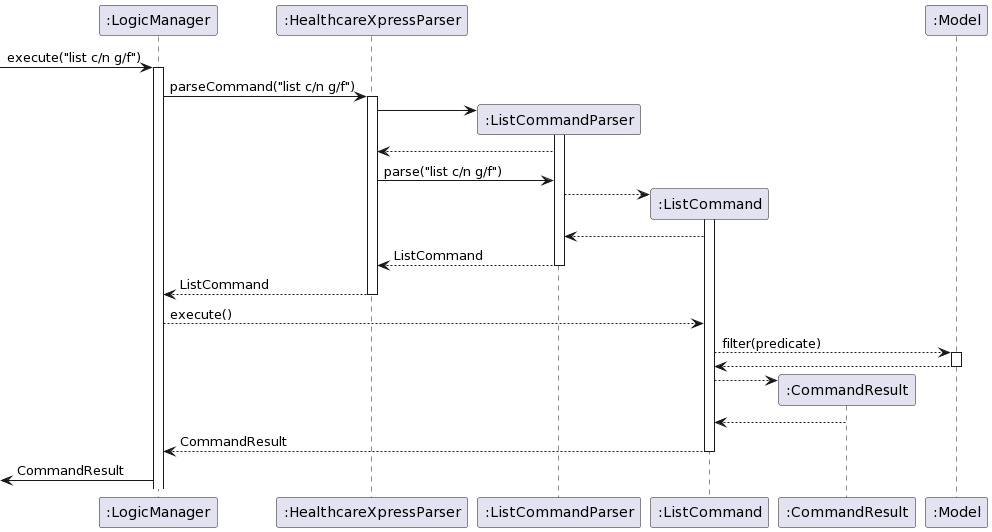 :LogicManager
:HealthcareXpressParser
:Model
execute("list c/n g/f")
parseCommand("list c/n g/f")
:ListCommandParser
parse("list c/n g/f")
:ListCommand
ListCommand
ListCommand
execute()
filter(predicate)
:CommandResult
CommandResult
CommandResult
:LogicManager
:HealthcareXpressParser
:ListCommandParser
:ListCommand
:CommandResult
:Model